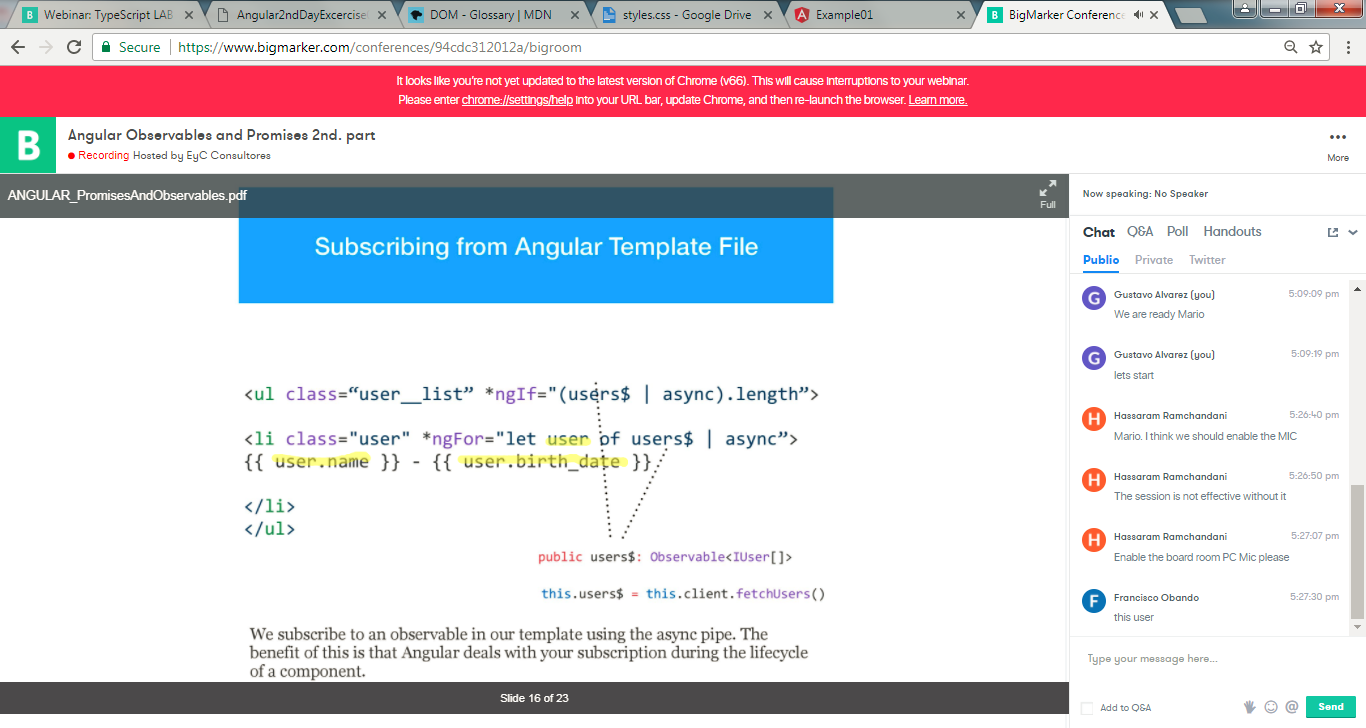 Webinar: TypeScript LAB
Angular2ndDayExcercise
DOM - Glossary | MDN
styles.css - Google Drive
Example01
BigMarker Conference
Secure
https://www.bigmarker.com/conferences/94cdc312012a/bigroom
It looks like you're not yet updated to the latest version of Chrome (v66). This will cause interruptions to your webinar.
Please enter chrome://settings/help into your URL bar, update Chrome, and then re-launch the browser. Learn more.
B
Angular Observables and Promises 2nd. part
Recording Hosted by EyC Consultores
More
ANGULAR_PromisesAndObservables.pdf
Full
Subscribing from Angular Template File
<ul class=“user__list” *ngIf="(users$ | async).length”>
<li class="user" *ngFor="let user of users$ | async”>
{{ user.name }} - {{ user.birth_date }}
</li>
</ul>
public users$: Observable<IUser[]>
this.users$ = this.client.fetchUsers()
We subscribe to an observable in our template using the async pipe. The
benefit of this is that Angular deals with your subscription during the lifecycle
of a component.
Slide 16 of 23
Now speaking: No Speaker
Chat Q&A Poll Handouts
Public Private Twitter
G
Gustavo Alvarez (you) 5:09:09 pm
We are ready Mario
G
Gustavo Alvarez (you) 5:09:19 pm
lets start
H
Hassaram Ramchandani 5:26:40 pm
Mario. I think we should enable the MIC
H
Hassaram Ramchandani 5:26:50 pm
The session is not effective without it
H
Hassaram Ramchandani 5:27:07 pm
Enable the board room PC Mic please
F
Francisco Obando 5:27:30 pm
this user
Type your message here...
Add to Q&A
Send